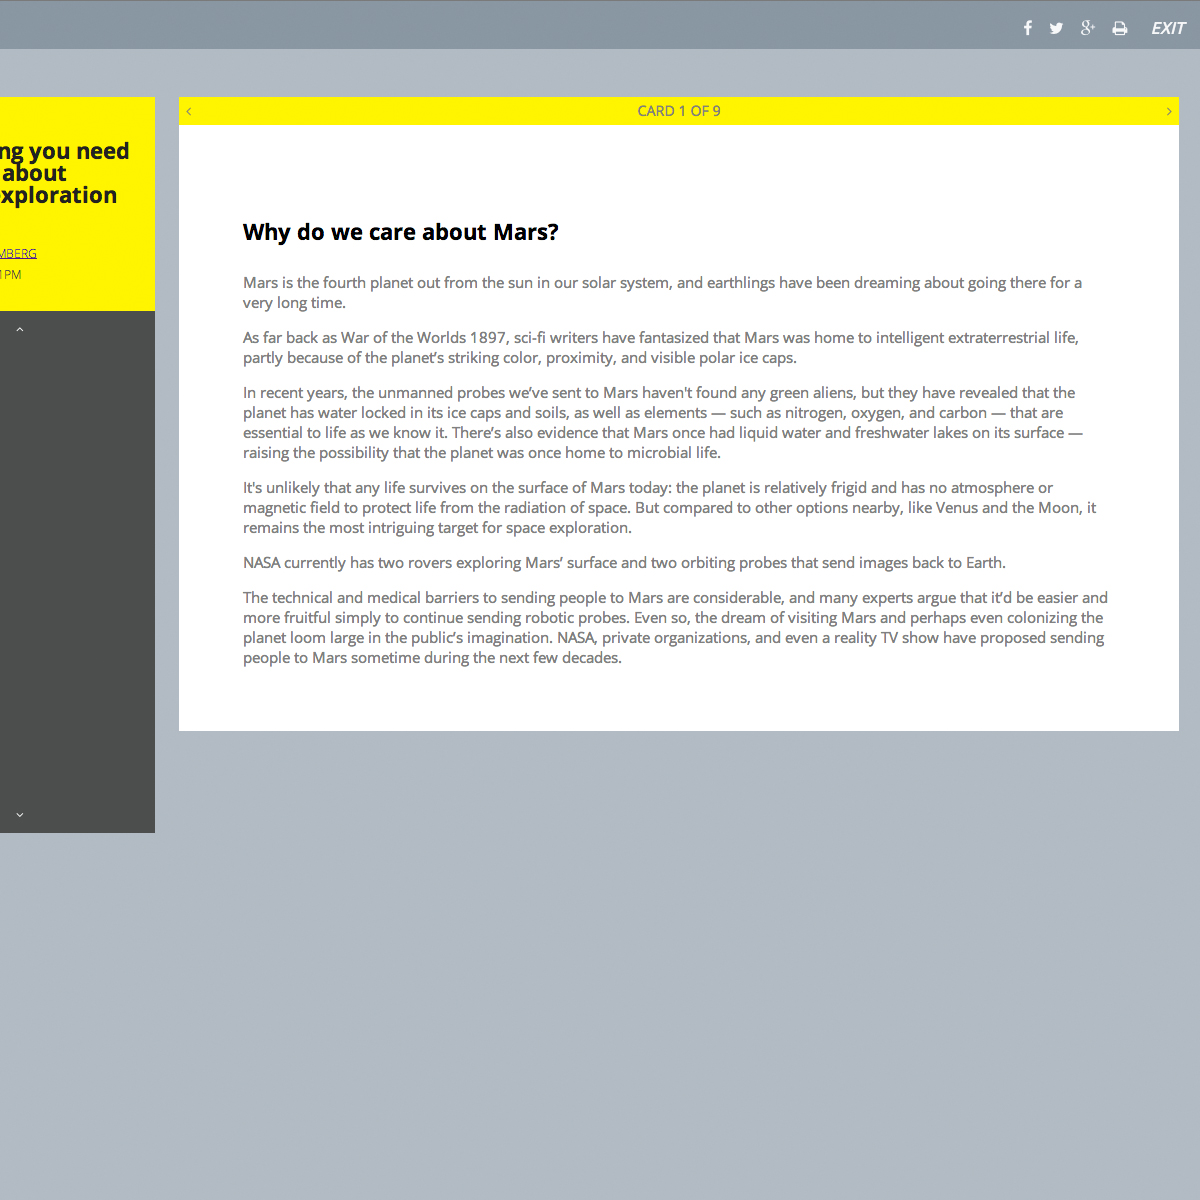 EXIT
ng you need
about
xploration
MBERG
PM
CARD 1 OF 9
Why do we care about Mars?
Mars is the fourth planet out from the sun in our solar system, and earthlings have been dreaming about going there for a
very long time.
As far back as War of the Worlds 1897, sci-fi writers have fantasized that Mars was home to intelligent extraterrestrial life,
partly because of the planet’s striking color, proximity, and visible polar ice caps.
In recent years, the unmanned probes we’ve sent to Mars haven't found any green aliens, but they have revealed that the
planet has water locked in its ice caps and soils, as well as elements — such as nitrogen, oxygen, and carbon — that are
essential to life as we know it. There’s also evidence that Mars once had liquid water and freshwater lakes on its surface —
raising the possibility that the planet was once home to microbial life.
It's unlikely that any life survives on the surface of Mars today: the planet is relatively frigid and has no atmosphere or
magnetic field to protect life from the radiation of space. But compared to other options nearby, like Venus and the Moon, it
remains the most intriguing target for space exploration.
NASA currently has two rovers exploring Mars’ surface and two orbiting probes that send images back to Earth.
The technical and medical barriers to sending people to Mars are considerable, and many experts argue that it’d be easier and
more fruitful simply to continue sending robotic probes. Even so, the dream of visiting Mars and perhaps even colonizing the
planet loom large in the public’s imagination. NASA, private organizations, and even a reality TV show have proposed sending
people to Mars sometime during the next few decades.